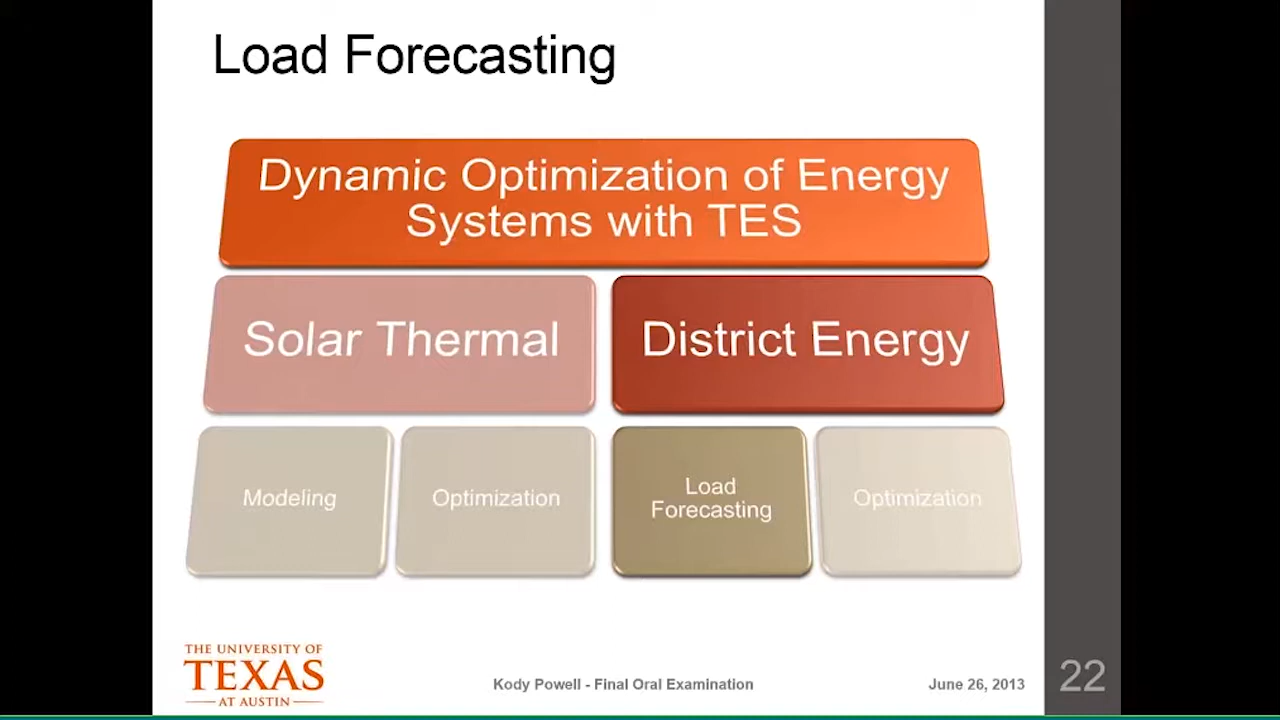 Load Forecasting
Dynamic Optimization of Energy
Systems with TES
Solar Thermal
District Energy
Modeling
Optimization
Load
Forecasting
Optimization
THE UNIVERSITY OF
TEXAS
AT AUSTIN
Kody Powell - Final Oral Examination
June 26, 2013
22